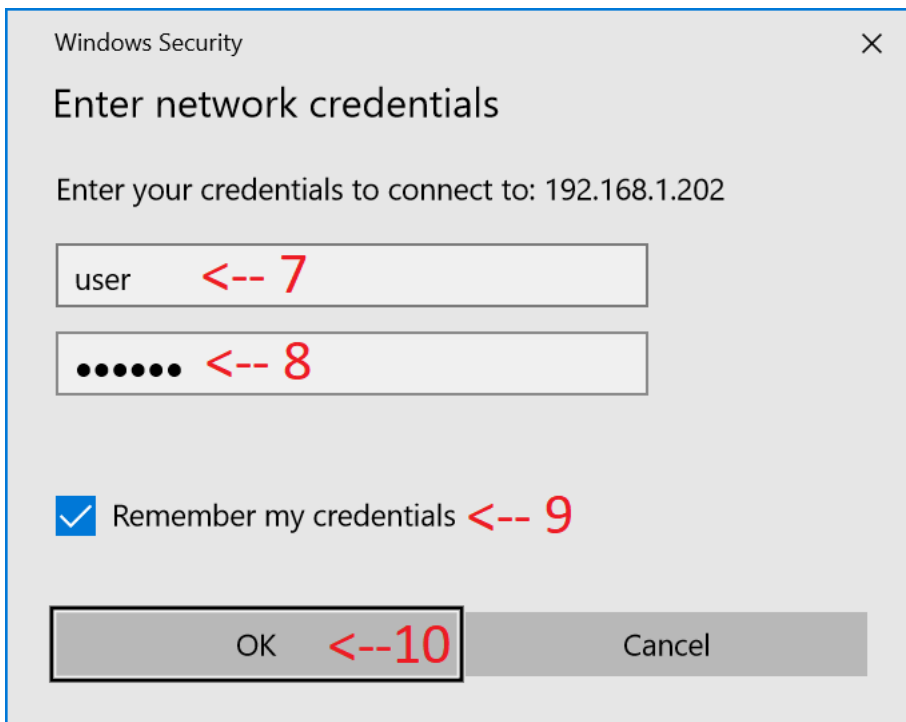 Windows Security
Enter network credentials
Enter your credentials to connect to: 192.168.1.202
user <-- 7
•••••• <-- 8
Remember my credentials <-- 9
OK <--10 Cancel